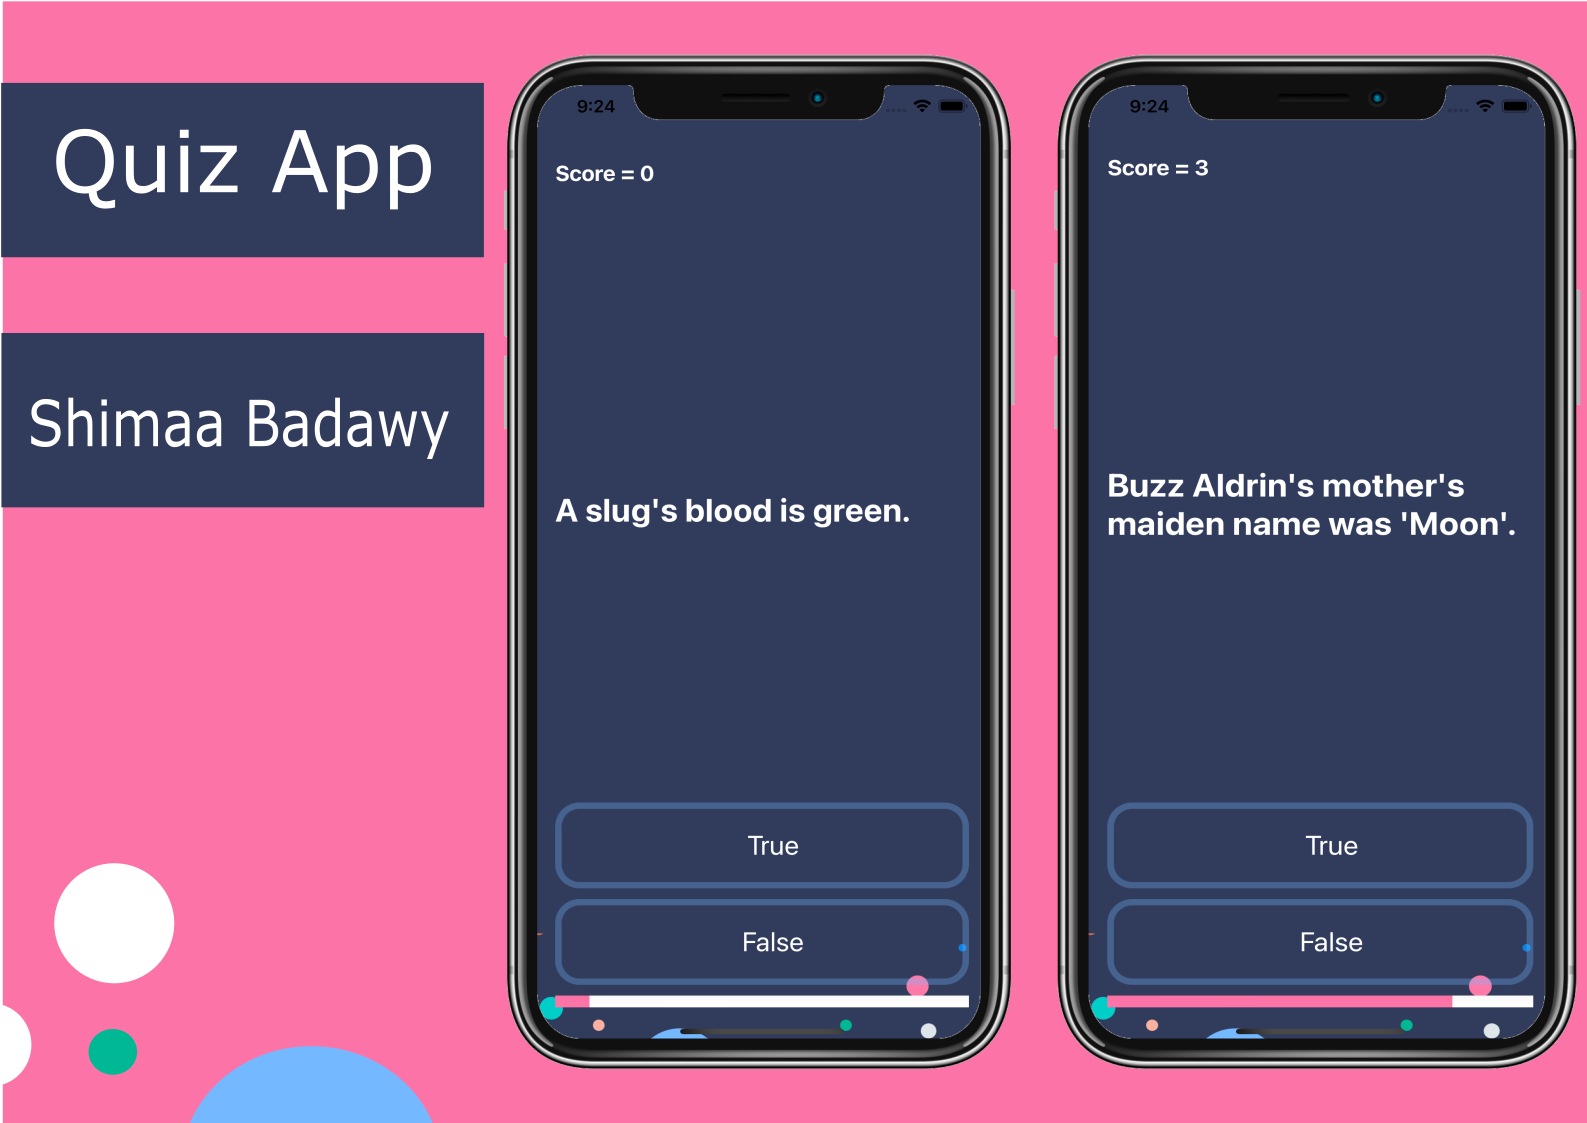 Quiz App
Shimaa Badawy
9:24
Score = 0
A slug's blood is green.
True
False
9:24
Score = 3
Buzz Aldrin's mother's
maiden name was 'Moon'.
True
False